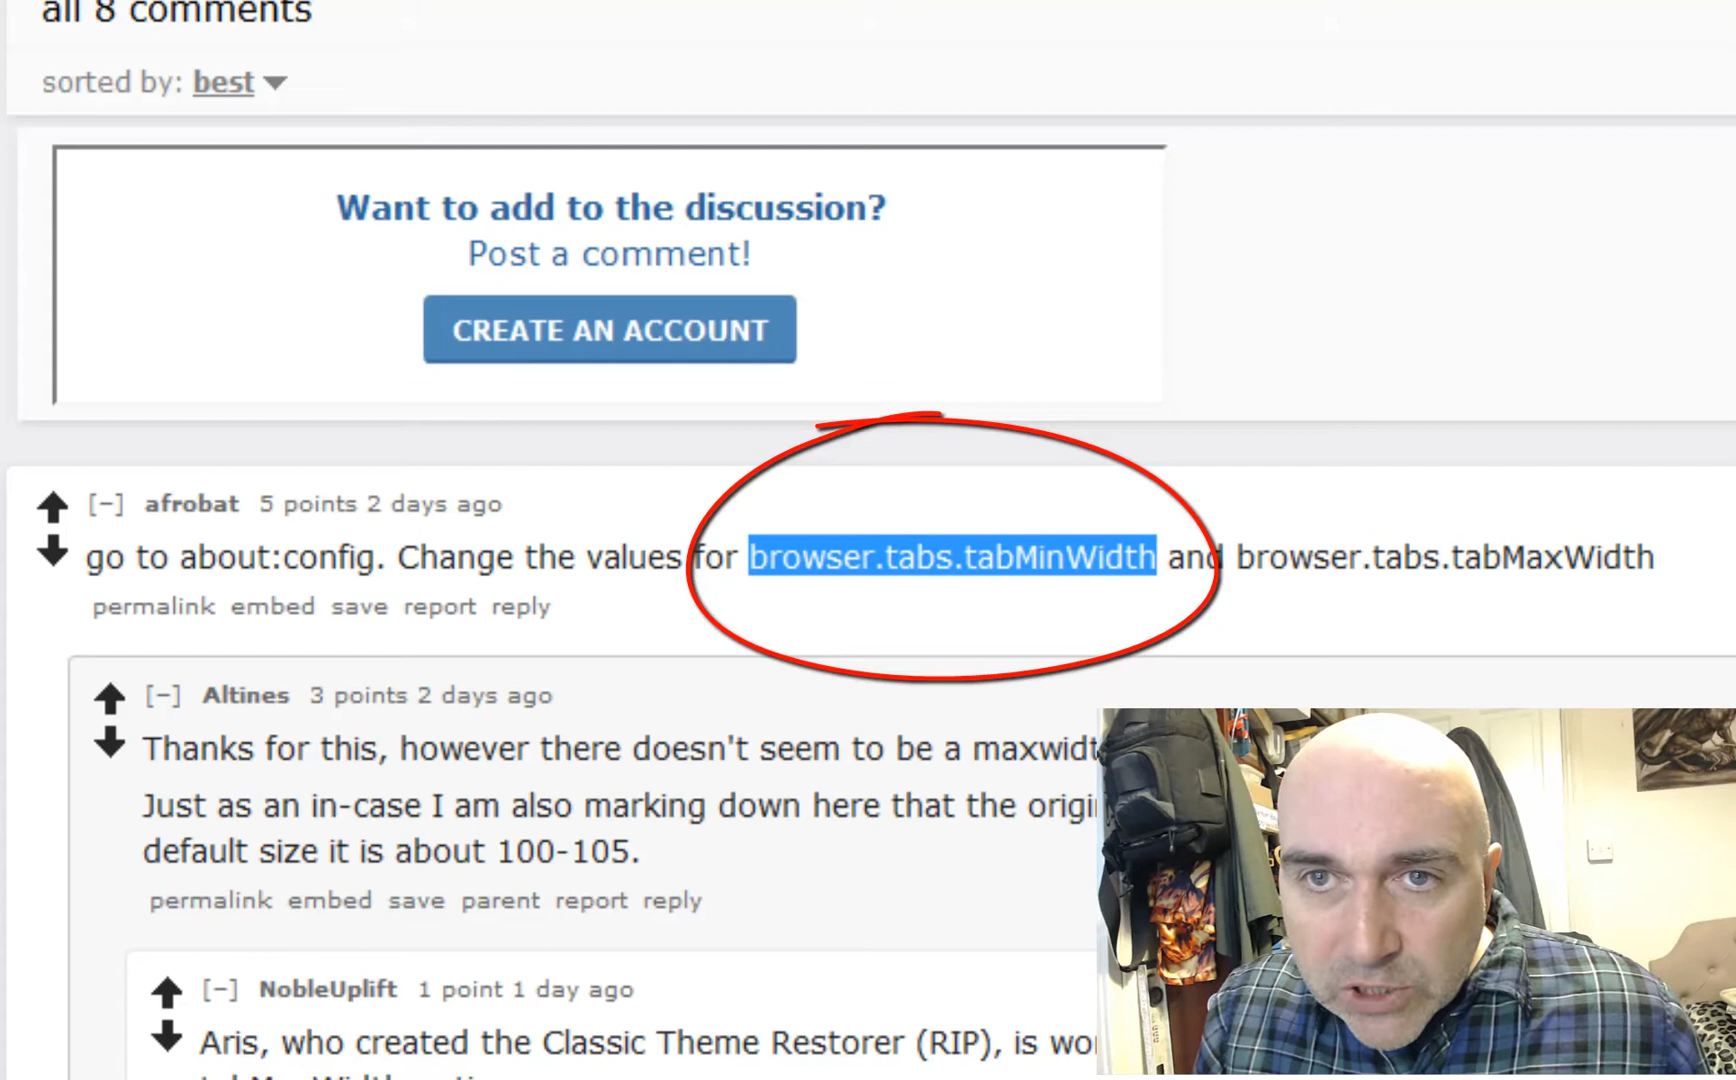 all 8 comments
sorted by: best
Want to add to the discussion?
Post a comment!
CREATE AN ACCOUNT
[−] afrobat 5 points 2 days ago
go to about:config. Change the values for browser.tabs.tabMinWidth and browser.tabs.tabMaxWidth
permalink embed save report reply
[−] Altines 3 points 2 days ago
Thanks for this, however there doesn't seem to be a maxwidt
Just as an in-case I am also marking down here that the origi
default size it is about 100-105.
permalink embed save parent report reply
[−] NobleUplift 1 point 1 day ago
Aris, who created the Classic Theme Restorer (RIP), is wo